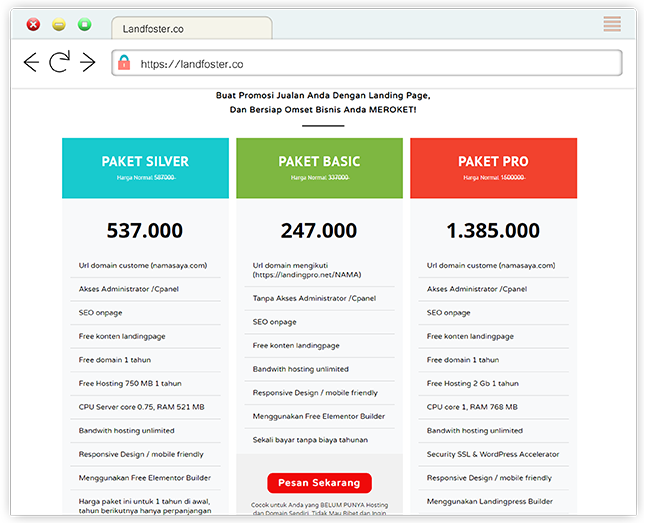 Landfoster.co
https://landfoster.co
Buat Promosi Jualan Anda Dengan Landing Page,
Dan Bersiap Omset Bisnis Anda MEROKET!
PAKET SILVER
Harga Normal 587000
537.000
Url domain custome (namasaya.com)
Akses Administrator /Cpanel
SEO onpage
Free konten landingpage
Free domain 1 tahun
Free Hosting 750 MB 1 tahun
CPU Server core 0.75, RAM 521 MB
Bandwith hosting unlimited
Responsive Design / mobile friendly
Menggunakan Free Elementor Builder
Harga paket ini untuk 1 tahun di awal,
tahun berikutnya hanya perpanjangan
PAKET BASIC
Harga Normal 337000
247.000
Url domain mengikuti
(https://landingpro.net/NAMA)
Tanpa Akses Administrator /Cpanel
SEO onpage
Free konten landingpage
Bandwith hosting unlimited
Responsive Design / mobile friendly
Menggunakan Free Elementor Builder
Sekali bayar tanpa biaya tahunan
Pesan Sekarang
Cocok untuk Anda yang BELUM PUNYA Hosting
dan Domain Sendiri, Tidak Mau Ribet dan Ingin
PAKET PRO
Harga Normal 1600000
1.385.000
Url domain custome (namasaya.com)
Akses Administrator /Cpanel
SEO onpage
Free konten landingpage
Free domain 1 tahun
Free Hosting 2 Gb 1 tahun
CPU core 1, RAM 768 MB
Bandwith hosting unlimited
Security SSL & WordPress Accelerator
Responsive Design / mobile friendly
Menggunakan Landingpress Builder